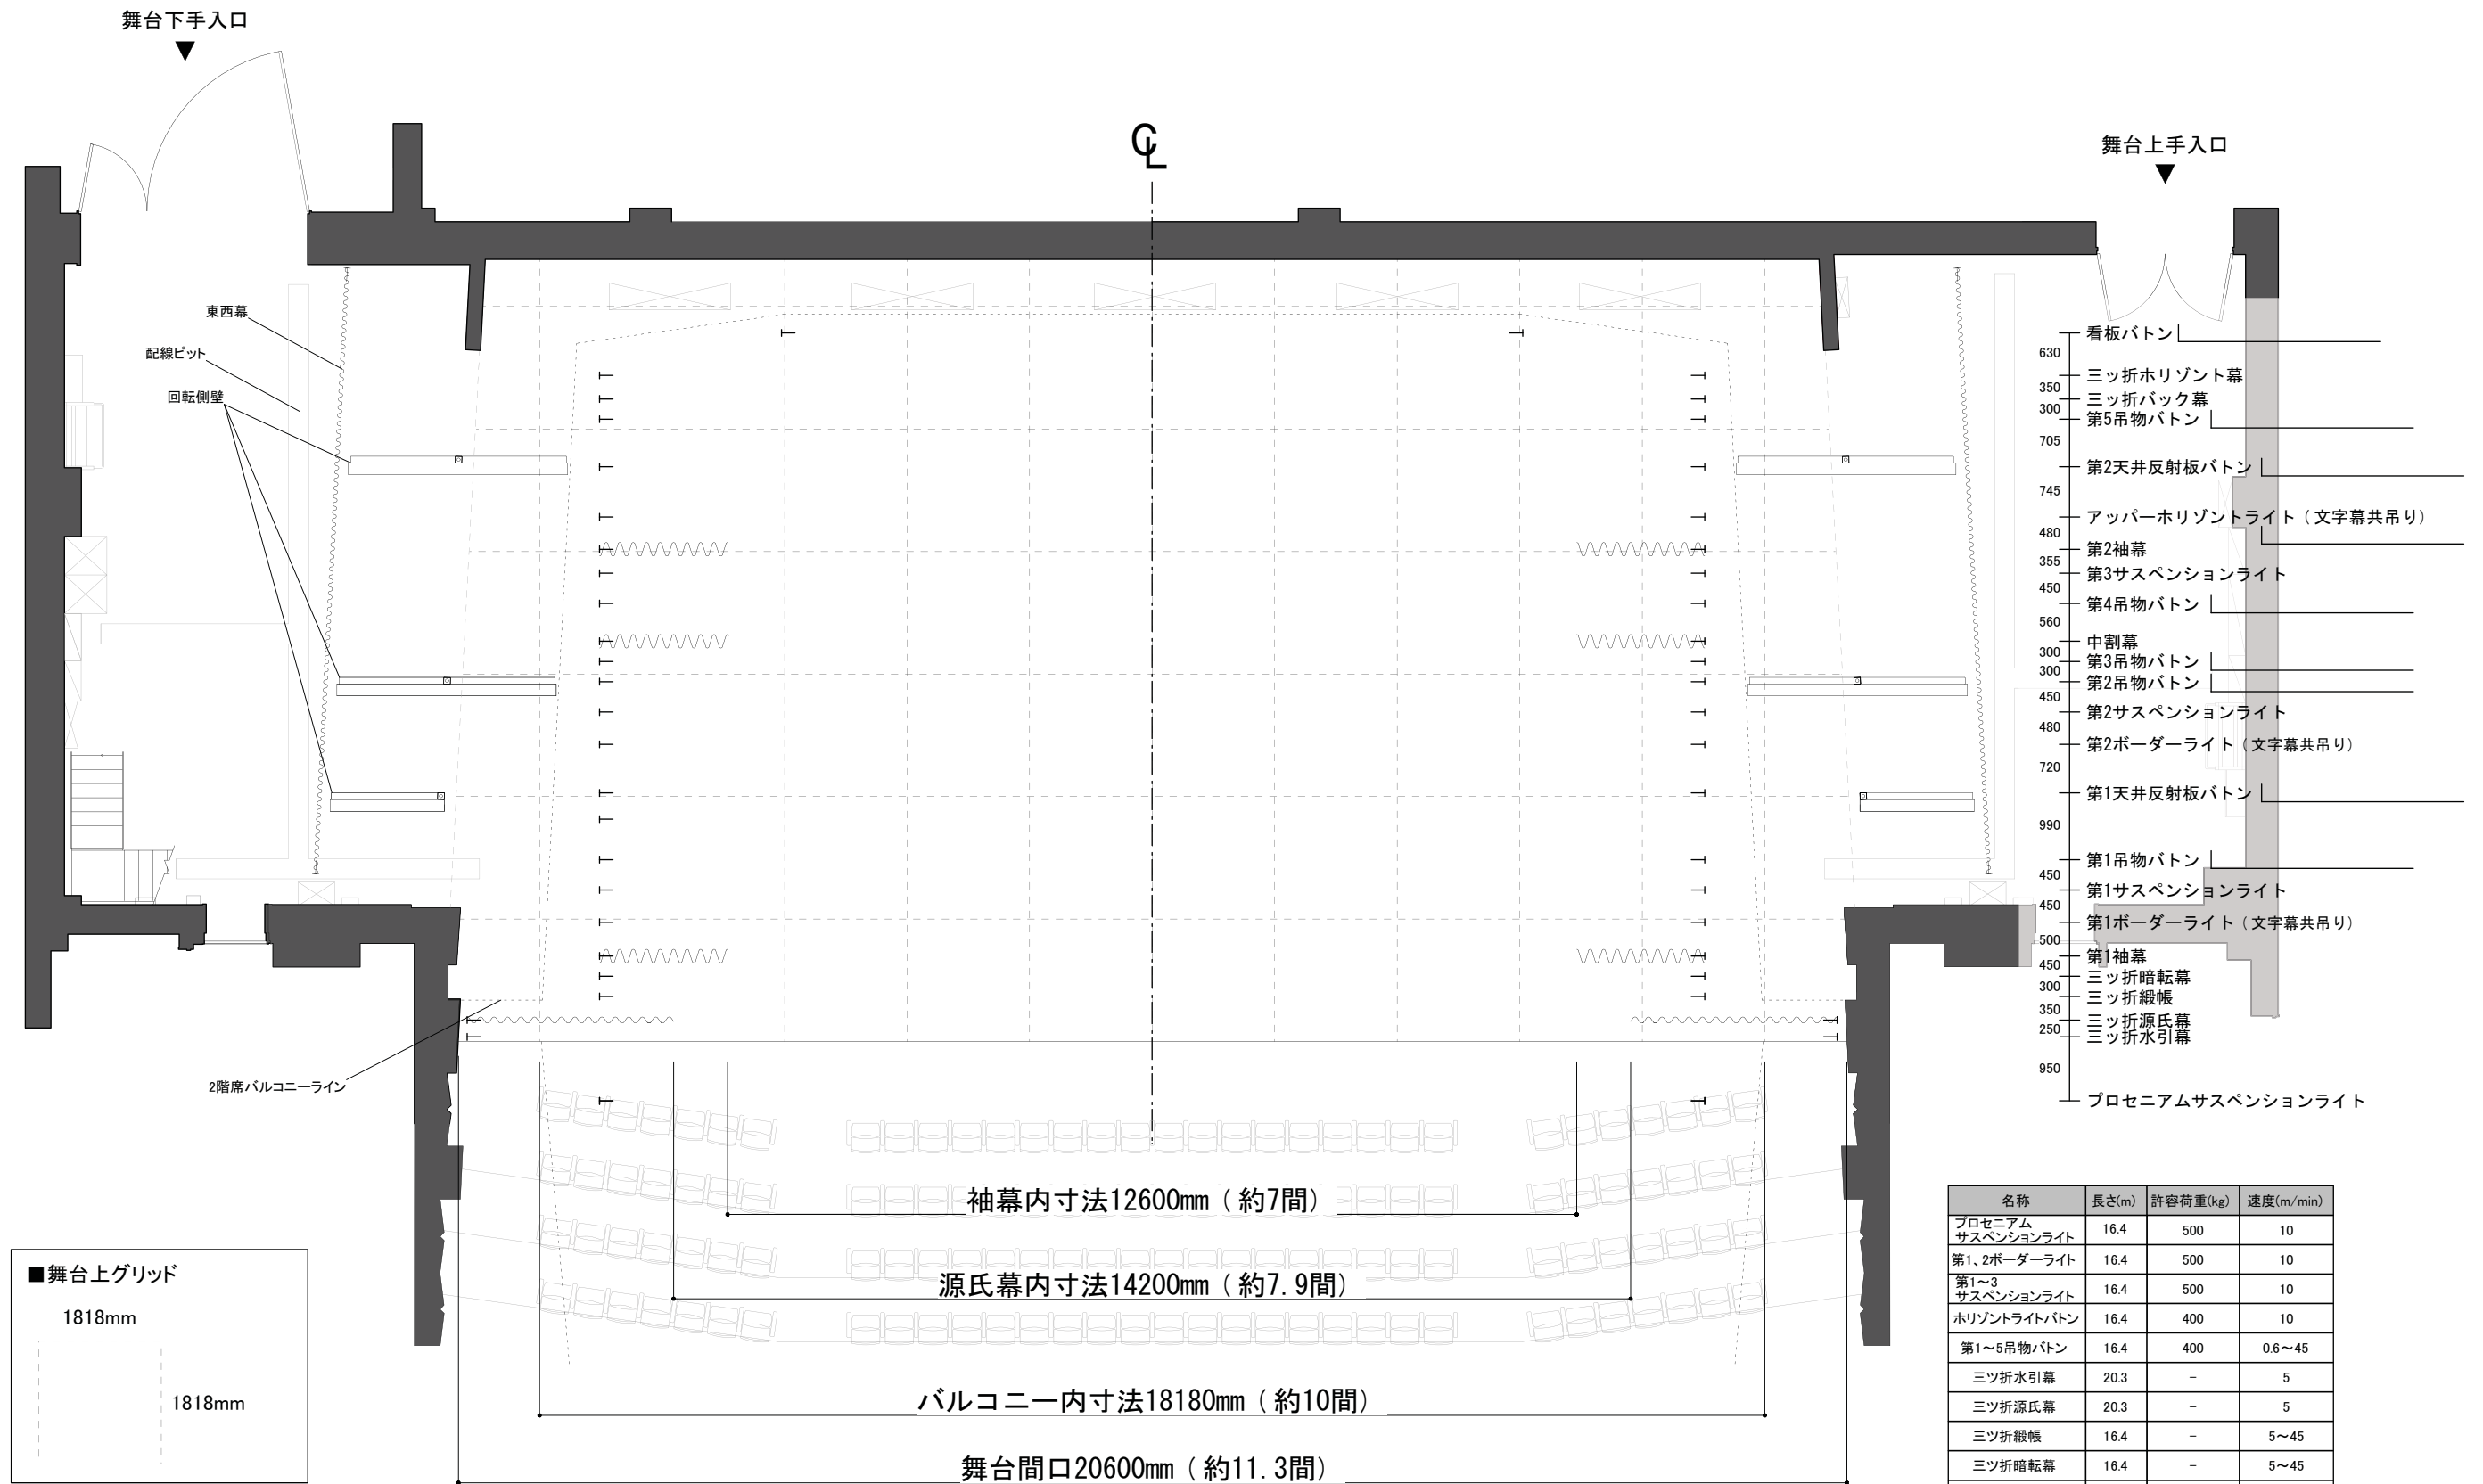 舞台下手入口
▼
℄
舞台上手入口
▼
東西幕
配線ピット
回転側壁
2階席バルコニーライン
看板バトン
630
三ッ折ホリゾント幕
350
三ッ折バック幕
300
第5吊物バトン
705
第2天井反射板バトン
745
アッパーホリゾントライト（文字幕共吊り）
480
第2袖幕
355
第3サスペンションライト
450
第4吊物バトン
560
中割幕
300
第3吊物バトン
300
第2吊物バトン
450
第2サスペンションライト
480
第2ボーダーライト（文字幕共吊り）
720
第1天井反射板バトン
990
第1吊物バトン
450
第1サスペンションライト
450
第1ボーダーライト（文字幕共吊り）
500
第1袖幕
450
三ッ折暗転幕
300
三ッ折緞帳
350
三ッ折源氏幕
250
三ッ折水引幕
950
プロセニアムサスペンションライト
袖幕内寸法12600mm（約7間）
源氏幕内寸法14200mm（約7.9間）
バルコニー内寸法18180mm（約10間）
舞台間口20600mm（約11.3間）
■舞台上グリッド
1818mm
1818mm
名称 長さ(m) 許容荷重(kg) 速度(m/min)
プロセニアム
サスペンションライト 16.4 500 10
第1、2ボーダーライト 16.4 500 10
第1～3
サスペンションライト 16.4 500 10
ホリゾントライトバトン 16.4 400 10
第1～5吊物バトン 16.4 400 0.6～45
三ツ折水引幕 20.3 － 5
三ツ折源氏幕 20.3 － 5
三ツ折緞帳 16.4 － 5～45
三ツ折暗転幕 16.4 － 5～45